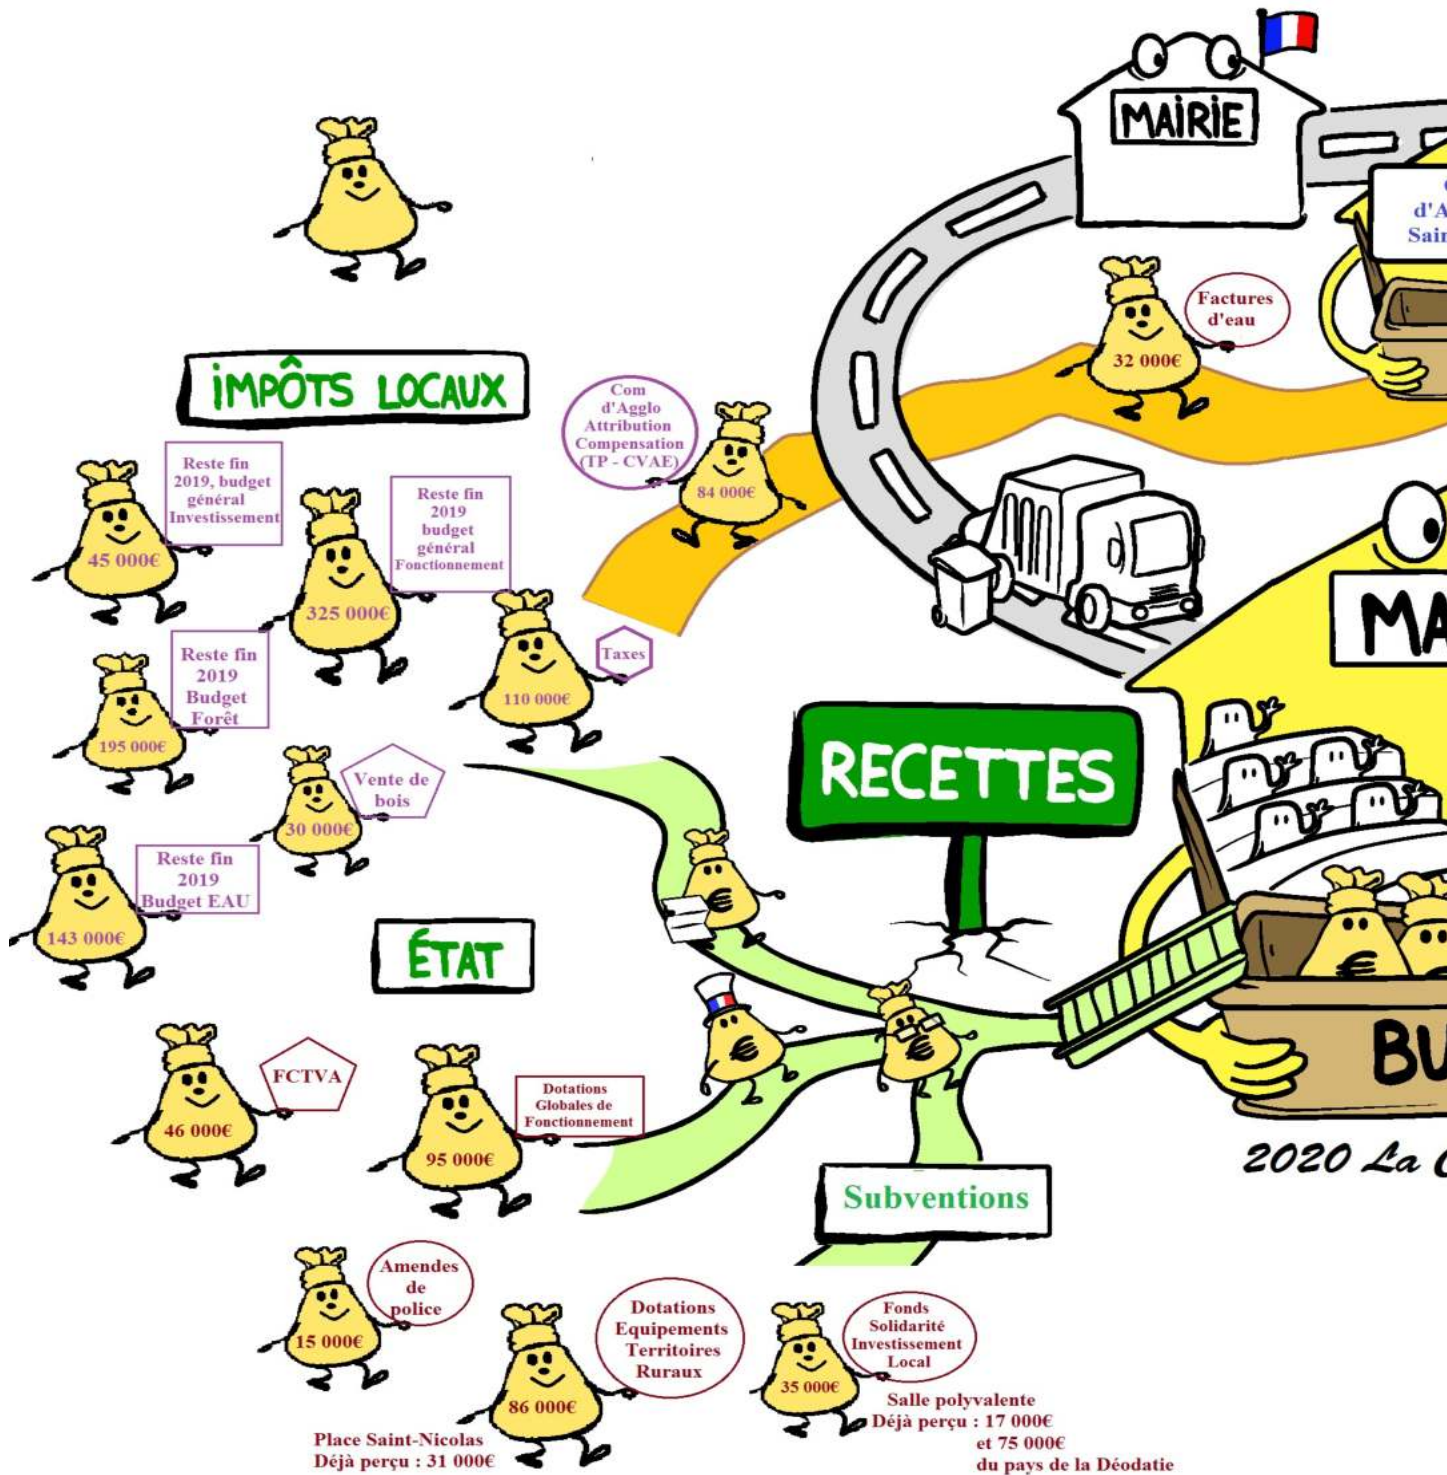 MAIRIE
d'A
Sain
Factures
d'eau
32 000€
IMPÔTS LOCAUX
Com
d'Agglo
Attribution
Compensation
(TP - CVAE)
84 000€
Reste fin
2019, budget
général
Investissement
45 000€
Reste fin
2019
budget
général
Fonctionnement
325 000€
Taxes
110 000€
MA
Reste fin
2019
Budget
Forêt
195 000€
RECETTES
Vente de
bois
30 000€
Reste fin
2019
Budget EAU
143 000€
ÉTAT
€
€
€
€
BU
FCTVA
46 000€
Dotations
Globales de
Fonctionnement
95 000€
2020 La
Subventions
Amendes
de
police
15 000€
Dotations
Equipements
Territoires
Ruraux
86 000€
Place Saint-Nicolas
Déjà perçu : 31 000€
Fonds
Solidarité
Investissement
Local
35 000€
Salle polyvalente
Déjà perçu : 17 000€
et 75 000€
du pays de la Déodatie